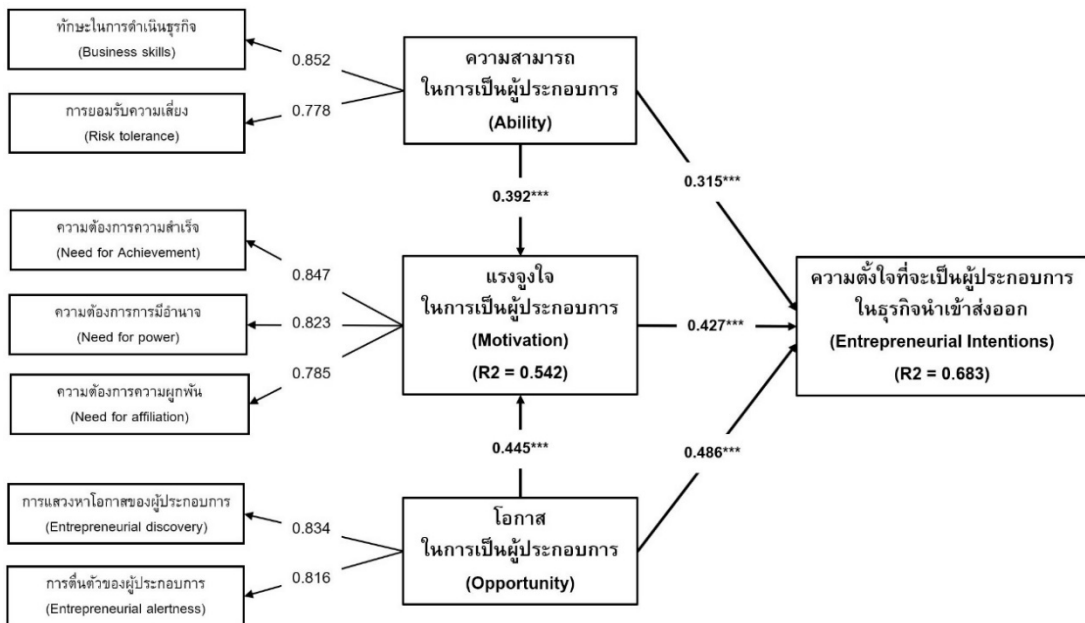 ทักษะในการดำเนินธุรกิจ
(Business skills)
0.852
การยอมรับความเสี่ยง
(Risk tolerance)
0.778
ความสามารถ
ในการเป็นผู้ประกอบการ
(Ability)
0.392***
0.315***
ความต้องการความสำเร็จ
(Need for Achievement)
0.847
ความต้องการการมีอำนาจ
(Need for power)
0.823
ความต้องการความผูกพัน
(Need for affiliation)
0.785
แรงจูงใจ
ในการเป็นผู้ประกอบการ
(Motivation)
(R2 = 0.542)
0.427***
ความตั้งใจที่จะเป็นผู้ประกอบการ
ในธุรกิจนำเข้าส่งออก
(Entrepreneurial Intentions)
(R2 = 0.683)
0.445***
0.486***
การแสวงหาโอกาสของผู้ประกอบการ
(Entrepreneurial discovery)
0.834
การตื่นตัวของผู้ประกอบการ
(Entrepreneurial alertness)
0.816
โอกาส
ในการเป็นผู้ประกอบการ
(Opportunity)